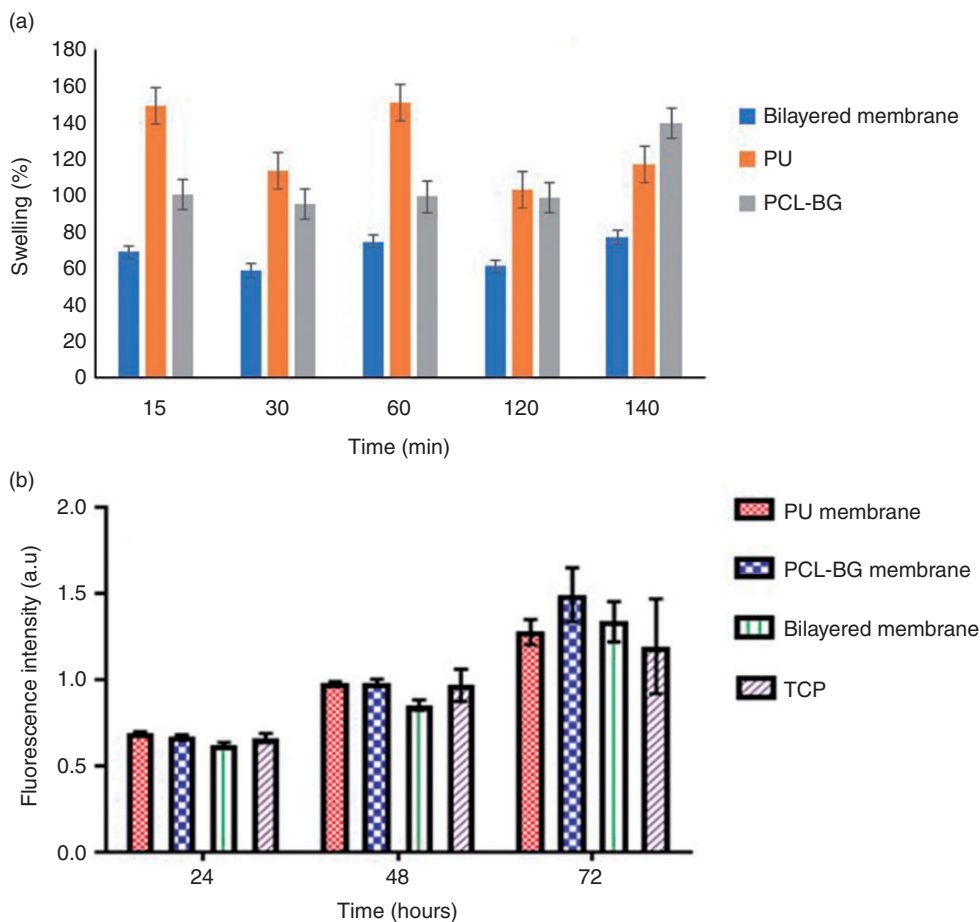 (a)
180
160
140
120
100
80
60
40
20
0
Swelling (%)
15 30 60 120 140
Time (min)
Bilayered membrane
PU
PCL-BG
(b)
2.0
1.5
1.0
0.5
0.0
Fluorescence intensity (a.u)
24 48 72
Time (hours)
PU membrane
PCL-BG membrane
Bilayered membrane
TCP